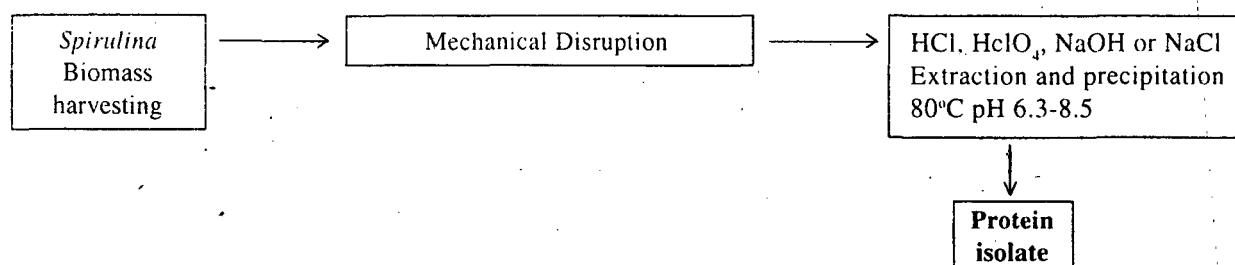 Spirulina
Biomass
harvesting
Mechanical Disruption
HCl, HclO₄, NaOH or NaCl
Extraction and precipitation
80°C pH 6.3-8.5
Protein
isolate